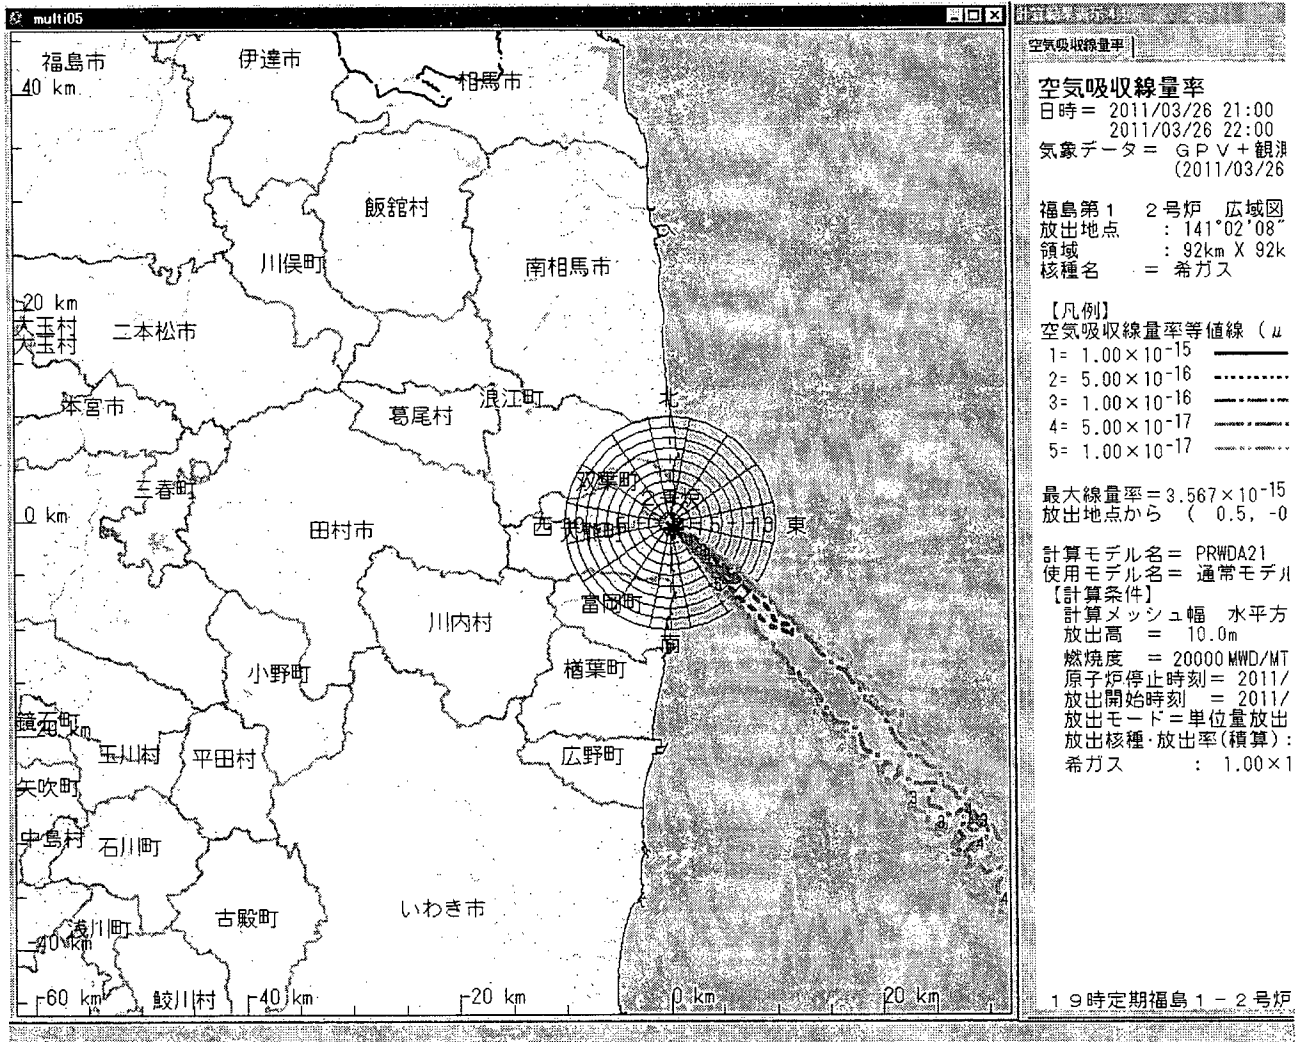 multi05
福島市
伊達市
相馬市
40 km
飯舘村
川俣町
南相馬市
20 km
大玉村
大玉村
二本松市
本宮市
浪江町
北
葛尾村
三春町
双葉町
0 km
田村市
西
東
富岡町
川内村
南
小野町
楢葉町
鏡石町
-20 km
玉川村
平田村
広野町
矢吹町
中島村
石川町
浅川町
古殿町
いわき市
-40 km
鮫川村
-60 km
-40 km
-20 km
0 km
20 km
空気吸収線量率
空気吸収線量率
日時= 2011/03/26 21:00
2011/03/26 22:00
気象データ= GPV+観測
(2011/03/26
福島第1 2号炉 広域図
放出地点 : 141°02'08"
領域 : 92km X 92k
核種名 = 希ガス
【凡例】
空気吸収線量率等値線 (μ
1= 1.00×10-15
2= 5.00×10-16
3= 1.00×10-16
4= 5.00×10-17
5= 1.00×10-17
最大線量率=3.567×10-15
放出地点から ( 0.5, -0
計算モデル名= PRWDA21
使用モデル名= 通常モデル
【計算条件】
計算メッシュ幅 水平方
放出高 = 10.0m
燃焼度 = 20000MWD/MT
原子炉停止時刻= 2011/
放出開始時刻 = 2011/
放出モード=単位量放出
放出核種・放出率(積算):
希ガス : 1.00×1
19時定期福島1-2号炉